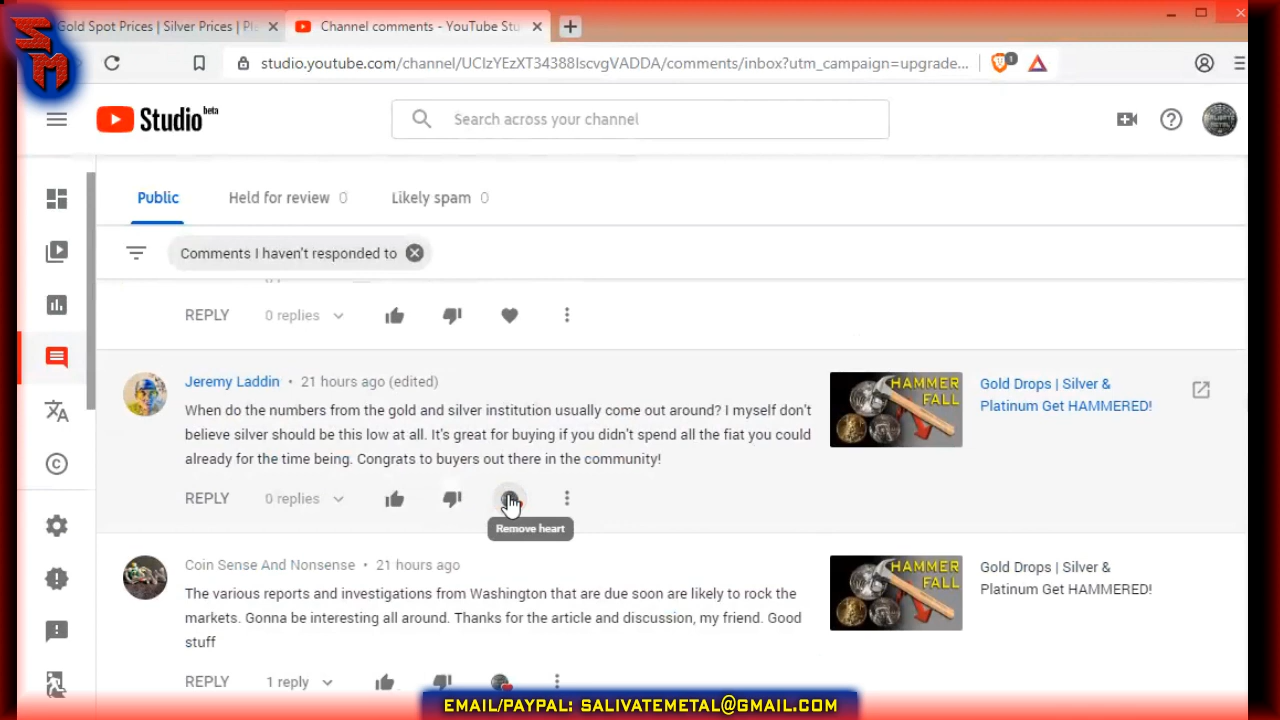 SM
Gold Spot Prices | Silver Prices | Pl
Channel comments - YouTube Stu
studio.youtube.com/channel/UCIzYEzXT34388IscvgVADDA/comments/inbox?utm_campaign=upgrade...
1
Studio beta
Search across your channel
SALIVATE METAL
Public
Held for review 0
Likely spam 0
Comments I haven't responded to
REPLY
0 replies
Jeremy Laddin • 21 hours ago (edited)
When do the numbers from the gold and silver institution usually come out around? I myself don't
believe silver should be this low at all. It's great for buying if you didn't spend all the fiat you could
already for the time being. Congrats to buyers out there in the community!
HAMMER
FALL
Gold Drops | Silver &
Platinum Get HAMMERED!
REPLY
0 replies
Remove heart
Coin Sense And Nonsense • 21 hours ago
The various reports and investigations from Washington that are due soon are likely to rock the
markets. Gonna be interesting all around. Thanks for the article and discussion, my friend. Good
stuff
HAMMER
FALL
Gold Drops | Silver &
Platinum Get HAMMERED!
REPLY
1 reply
EMAIL/PAYPAL: SALIVATEMETAL@GMAIL.COM